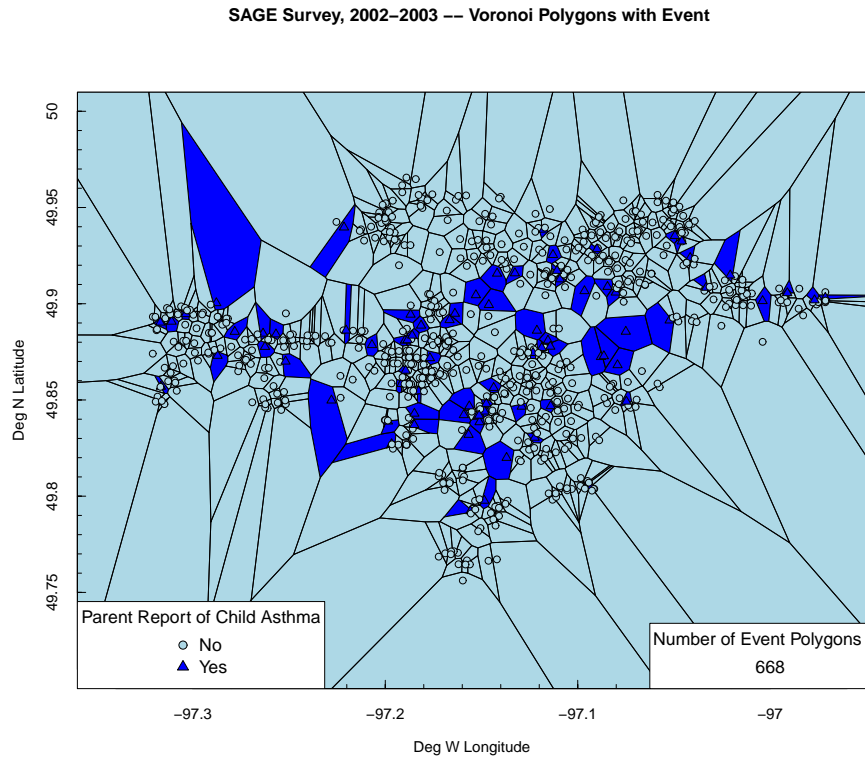 SAGE Survey, 2002−2003 −− Voronoi Polygons with Event
50
49.95
49.9
49.85
49.8
49.75
Deg N Latitude
Parent Report of Child Asthma
No
Yes
Number of Event Polygons
668
−97.3
−97.2
−97.1
−97
Deg W Longitude